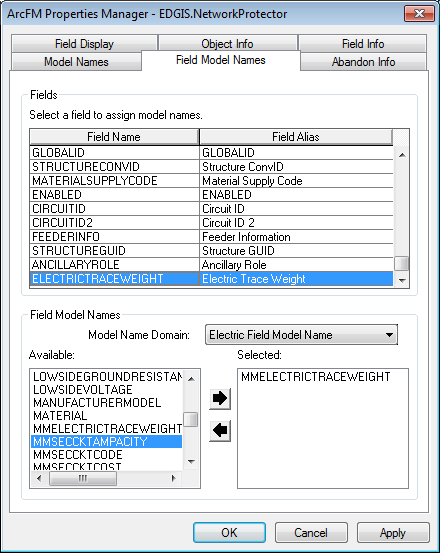 ArcFM Properties Manager - EDGIS.NetworkProtector
Field Display Object Info Field Info
Model Names Field Model Names Abandon Info
Fields
Select a field to assign model names.
Field Name Field Alias
GLOBALID GLOBALID
STRUCTURECONVID Structure ConvID
MATERIALSUPPLYCODE Material Supply Code
ENABLED ENABLED
CIRCUITID Circuit ID
CIRCUITID2 Circuit ID 2
FEEDERINFO Feeder Information
STRUCTUREGUID Structure GUID
ANCILLARYROLE Ancillary Role
ELECTRICTRACEWEIGHT Electric Trace Weight
Field Model Names
Model Name Domain: Electric Field Model Name
Available: Selected:
LOWSIDEGROUNDRESISTAN MMELECTRICTRACEWEIGHT
LOWSIDEVOLTAGE
MANUFACTURERMODEL
MATERIAL
MMELECTRICTRACEWEIGHT
MMSECCKTAMPACITY
MMSECCKTCODE
MMSECCKTCOST
OK Cancel Apply